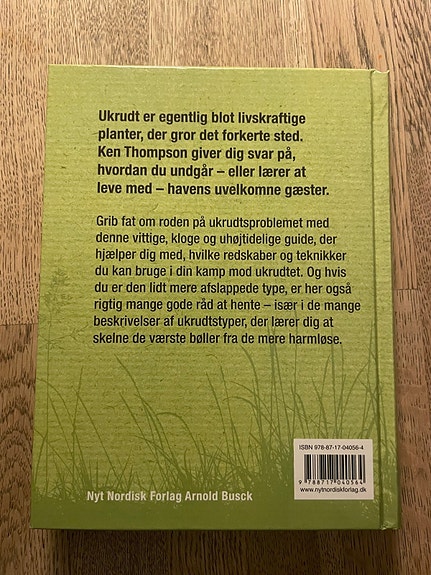 Ukrudt er egentlig blot livskraftige
planter, der gror det forkerte sted.
Ken Thompson giver dig svar på,
hvordan du undgår – eller lærer at
leve med – havens uvelkomne gæster.
Grib fat om roden på ukrudtsproblemet med
denne vittige, kloge og uhøjtidelige guide, der
hjælper dig med, hvilke redskaber og teknikker
du kan bruge i din kamp mod ukrudtet. Og hvis
du er den lidt mere afslappede type, er her også
rigtig mange gode råd at hente – især i de mange
beskrivelser af ukrudtstyper, der lærer dig at
skelne de værste bøller fra de mere harmløse.
ISBN 978-87-17-04056-4
9 788717 040564
www.nytnordiskforlag.dk
Nyt Nordisk Forlag Arnold Busck